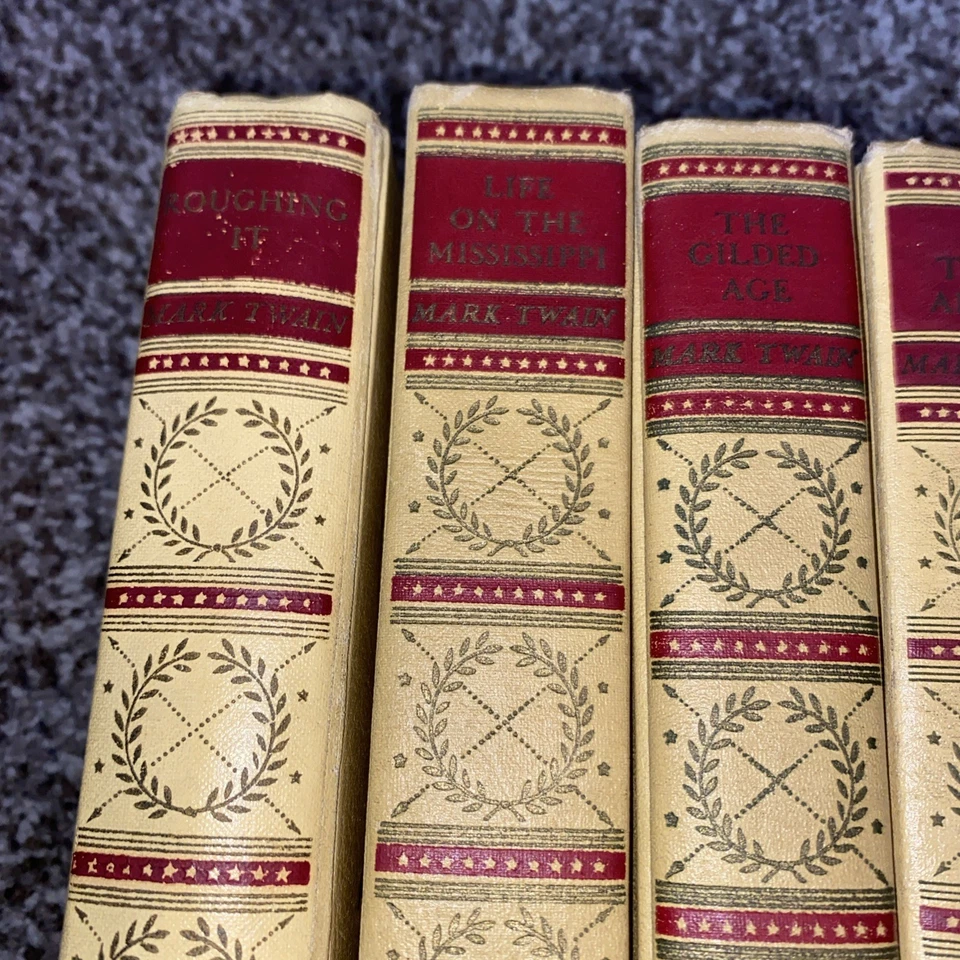 ROUGHING
IT
MARK TWAIN
LIFE
ON THE
MISSISSIPPI
MARK TWAIN
THE
GILDED
AGE
MARK TWAIN